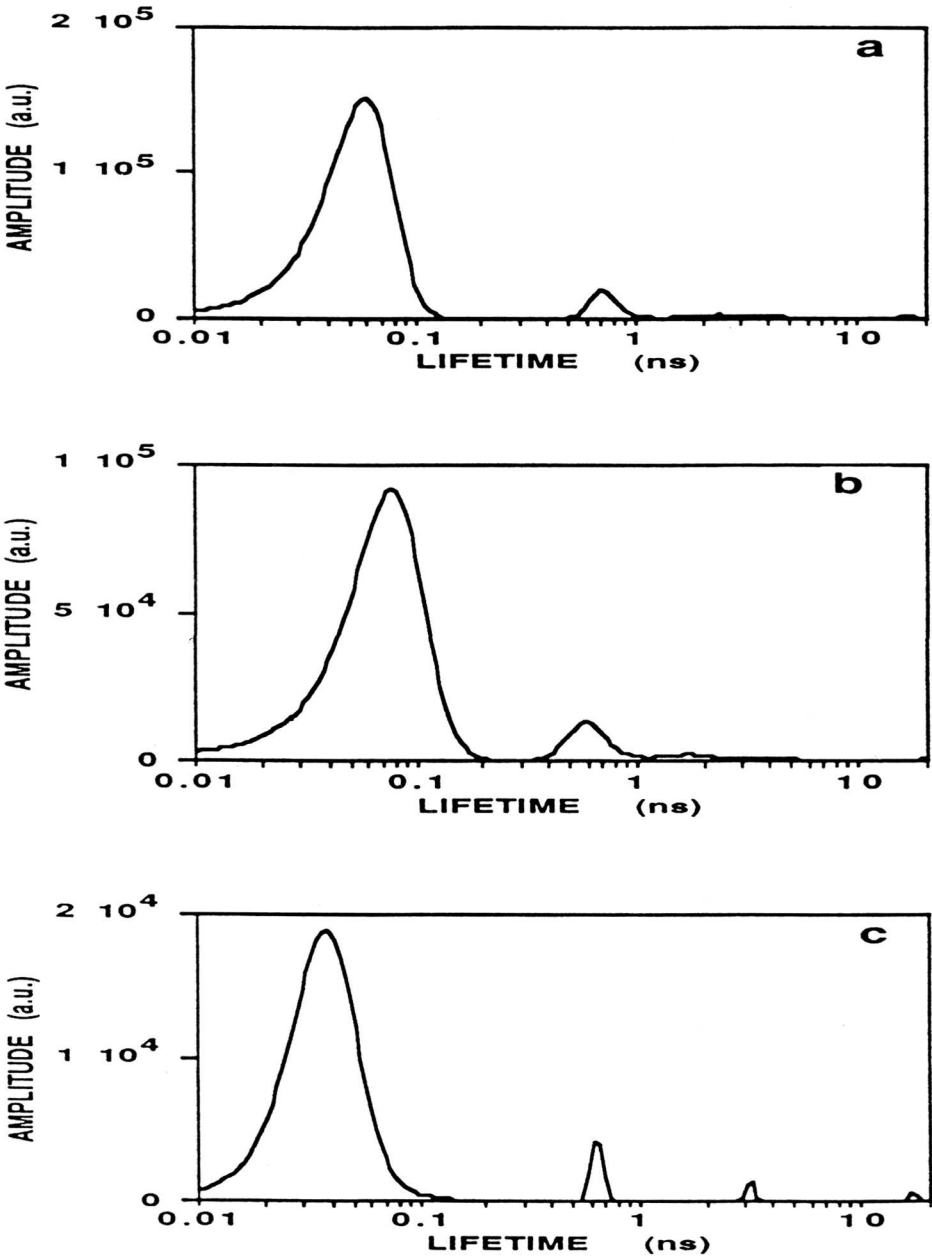 a
AMPLITUDE (a.u.)
2 10⁵
1 10⁵
0
0.01 0.1 1 10
LIFETIME (ns)
b
AMPLITUDE (a.u.)
1 10⁵
5 10⁴
0
0.01 0.1 1 10
LIFETIME (ns)
c
AMPLITUDE (a.u.)
2 10⁴
1 10⁴
0
0.01 0.1 1 10
LIFETIME (ns)